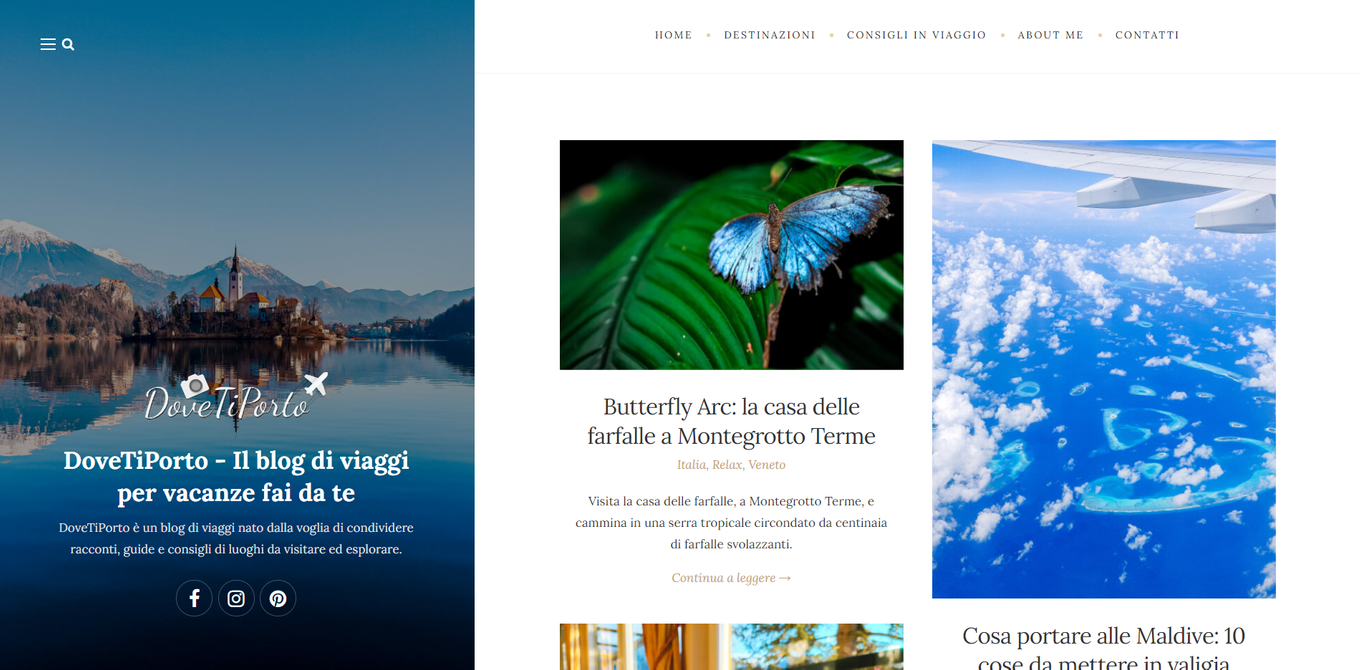 HOME
DESTINAZIONI
CONSIGLI IN VIAGGIO
ABOUT ME
CONTATTI
DoveTiPorto
DoveTiPorto - Il blog di viaggi
per vacanze fai da te
DoveTiPorto è un blog di viaggi nato dalla voglia di condividere
racconti, guide e consigli di luoghi da visitare ed esplorare.
Butterfly Arc: la casa delle
farfalle a Montegrotto Terme
Italia, Relax, Veneto
Visita la casa delle farfalle, a Montegrotto Terme, e
cammina in una serra tropicale circondato da centinaia
di farfalle svolazzanti.
Continua a leggere →
Cosa portare alle Maldive: 10
cose da mettere in valigia